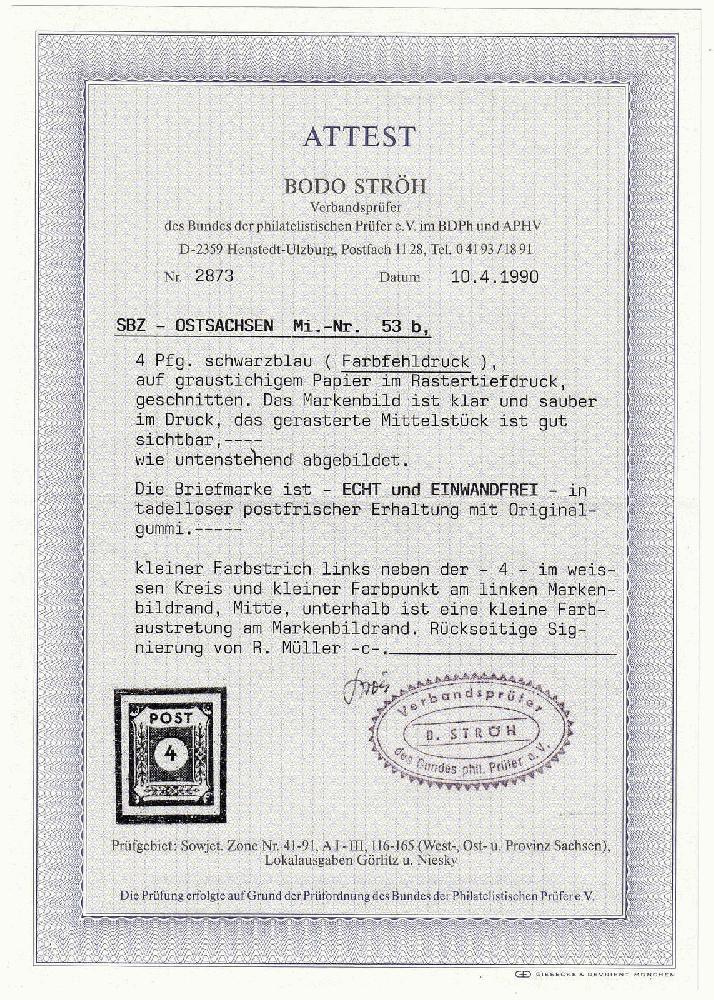 ATTEST
BODO STRÖH
Verbandsprüfer
des Bundes der philatelistischen Prüfer e.V. im BDPh und APHV
D-2359 Henstedt-Ulzburg, Postfach 11 28, Tel. 0 41 93 / 18 91
Nr. 2873 Datum 10.4.1990
SBZ - OSTSACHSEN Mi.-Nr. 53 b,
4 Pfg. schwarzblau ( Farbfehldruck ),
auf graustichigem Papier im Rastertiefdruck,
geschnitten. Das Markenbild ist klar und sauber
im Druck, das gerasterte Mittelstück ist gut
sichtbar,----
wie untenstehend abgebildet.
Die Briefmarke ist - ECHT und EINWANDFREI - in
tadelloser postfrischer Erhaltung mit Original-
gummi.-----
kleiner Farbstrich links neben der - 4 - im weis-
sen Kreis und kleiner Farbpunkt am linken Marken-
bildrand, Mitte, unterhalb ist eine kleine Farb-
austretung am Markenbildrand. Rückseitige Sig-
nierung von R. Müller -c-.
POST
4
Verbandsprüfer
B. STRÖH
des Bundes phil. Prüfer e.V.
Prüfgebiet: Sowjet. Zone Nr. 41-91, A I - III, 116-165 (West-, Ost- u. Provinz Sachsen),
Lokalausgaben Görlitz u. Niesky
Die Prüfung erfolgte auf Grund der Prüfordnung des Bundes der Philatelistischen Prüfer e.V.
GIESECKE & DEVRIENT MÜNCHEN